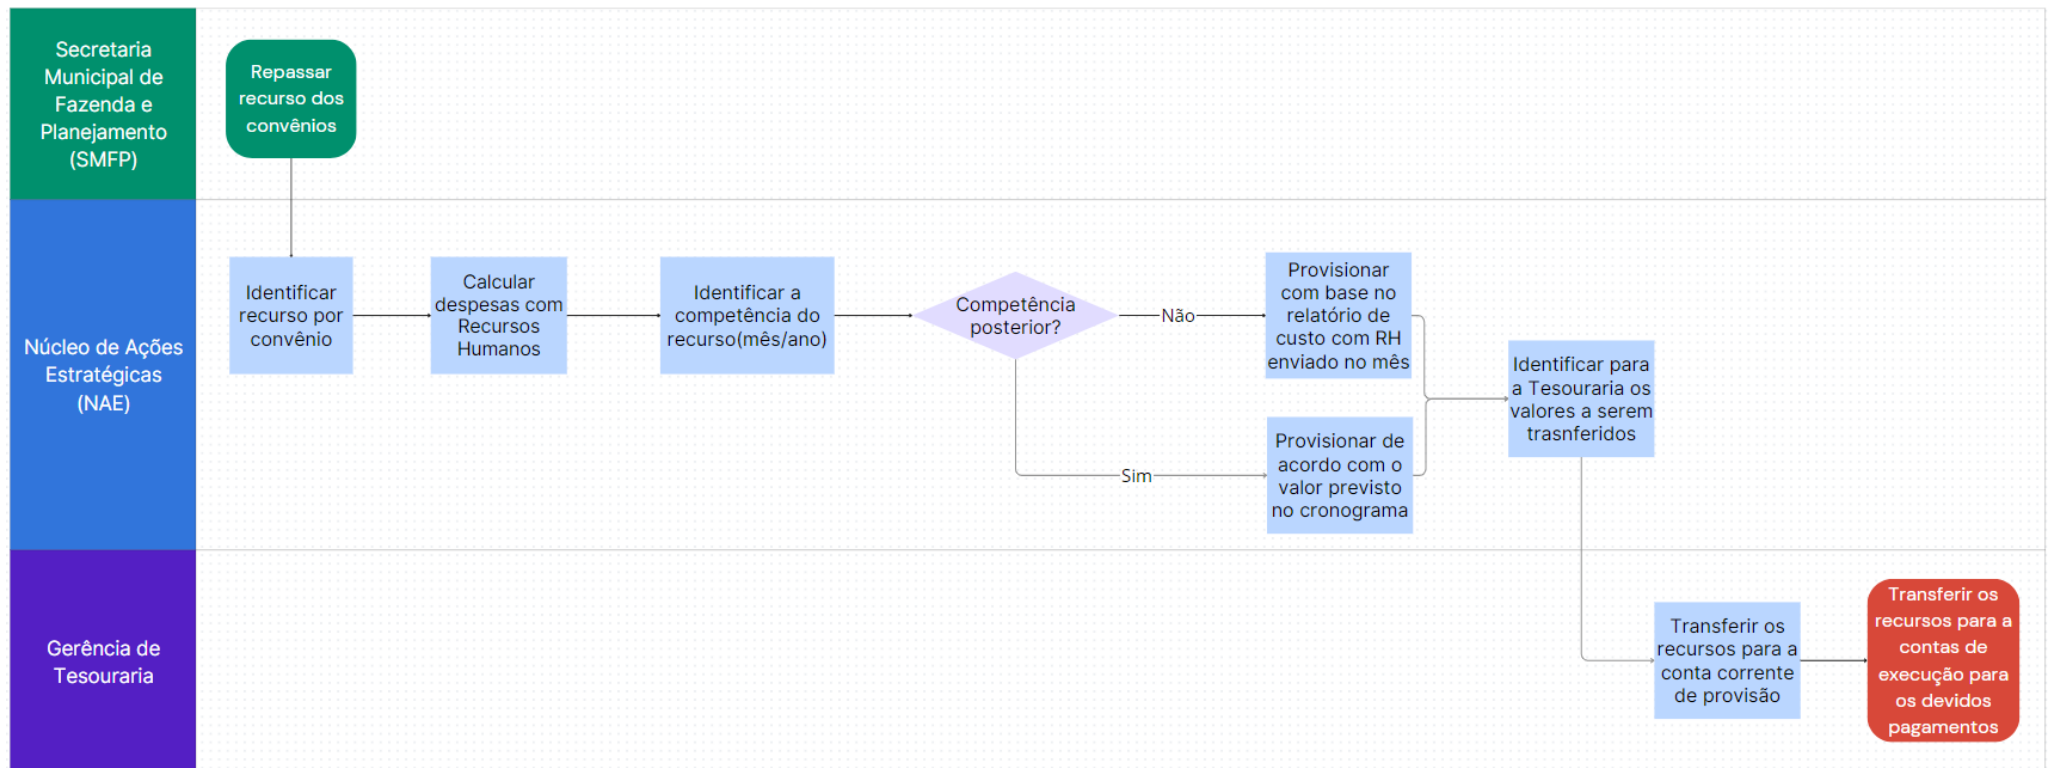 Secretaria
Municipal de
Fazenda e
Planejamento
(SMFP)
Repassar
recurso dos
convênios
Núcleo de Ações
Estratégicas
(NAE)
Identificar
recurso por
convênio
Calcular
despesas com
Recursos
Humanos
Identificar a
competência do
recurso(mês/ano)
Competência
posterior?
Não
Provisionar
com base no
relatório de
custo com RH
enviado no mês
Sim
Provisionar de
acordo com o
valor previsto
no cronograma
Identificar para
a Tesouraria os
valores a serem
trasnferidos
Gerência de
Tesouraria
Transferir os
recursos para a
conta corrente
de provisão
Transferir os
recursos para a
contas de
execução para
os devidos
pagamentos